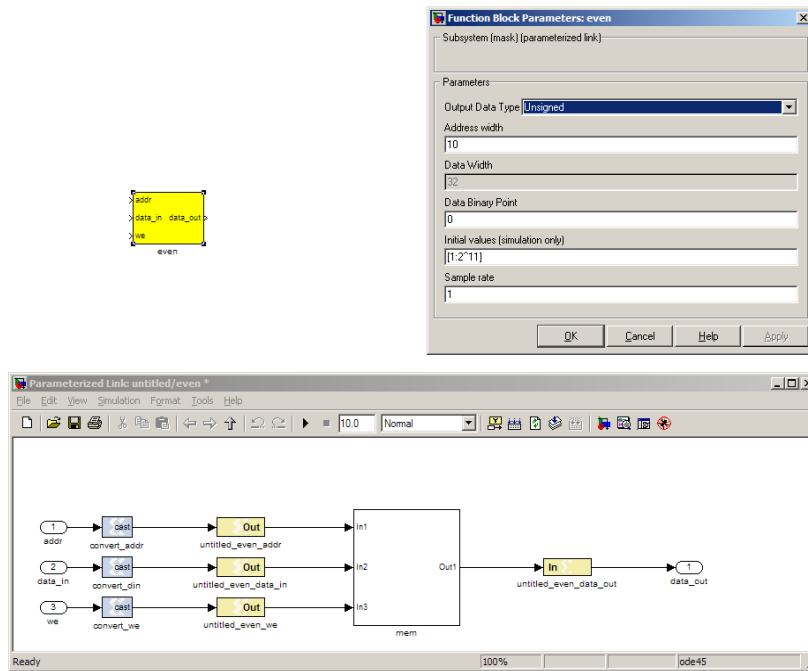 Function Block Parameters: even
Subsystem (mask) (parameterized link)
Parameters
Output Data Type Unsigned
Address width
10
Data Width
32
Data Binary Point
0
Initial values (simulation only)
[1:2^11]
Sample rate
1
OK Cancel Help Apply
addr
data_in data_out
we
even
Parameterized Link: untitled/even *
File Edit View Simulation Format Tools Help
10.0 Normal
1 cast Out In1
addr convert_addr untitled_even_addr
2 cast Out In2 Out1 In 1
data_in convert_din untitled_even_data_in untitled_even_data_out data_out
3 cast Out In3
we convert_we untitled_even_we
mem
Ready 100% ode45